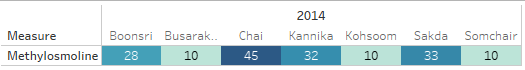 2014
Measure Boonsri Busarak.. Chai Kannika Kohsoom Sakda Somchair
Methylosmoline 28 10 45 32 10 33 10